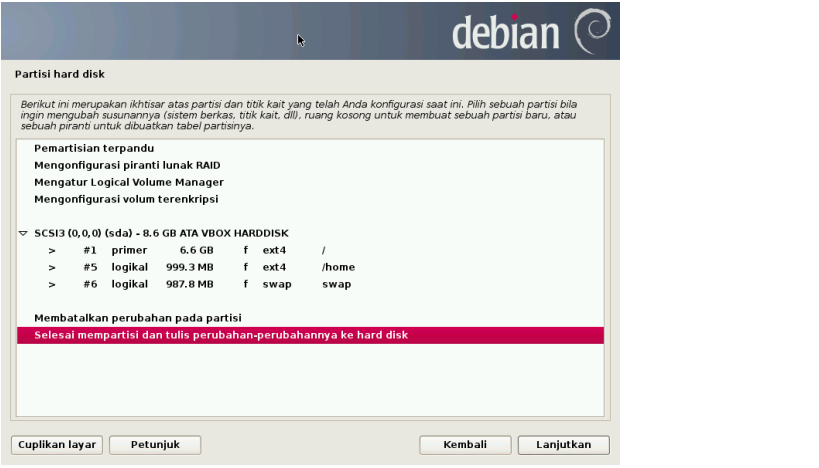 debian
Partisi hard disk
Berikut ini merupakan ikhtisar atas partisi dan titik kait yang telah Anda konfigurasi saat ini. Pilih sebuah partisi bila
ingin mengubah susunannya (sistem berkas, titik kait, dll), ruang kosong untuk membuat sebuah partisi baru, atau
sebuah piranti untuk dibuatkan tabel partisinya.
Pemartisian terpandu
Mengonfigurasi piranti lunak RAID
Mengatur Logical Volume Manager
Mengonfigurasi volum terenkripsi
SCSI3 (0,0,0) (sda) - 8.6 GB ATA VBOX HARDDISK
> #1 primer 6.6 GB f ext4 /
> #5 logikal 999.3 MB f ext4 /home
> #6 logikal 987.8 MB f swap swap
Membatalkan perubahan pada partisi
Selesai mempartisi dan tulis perubahan-perubahannya ke hard disk
Cuplikan layar Petunjuk Kembali Lanjutkan